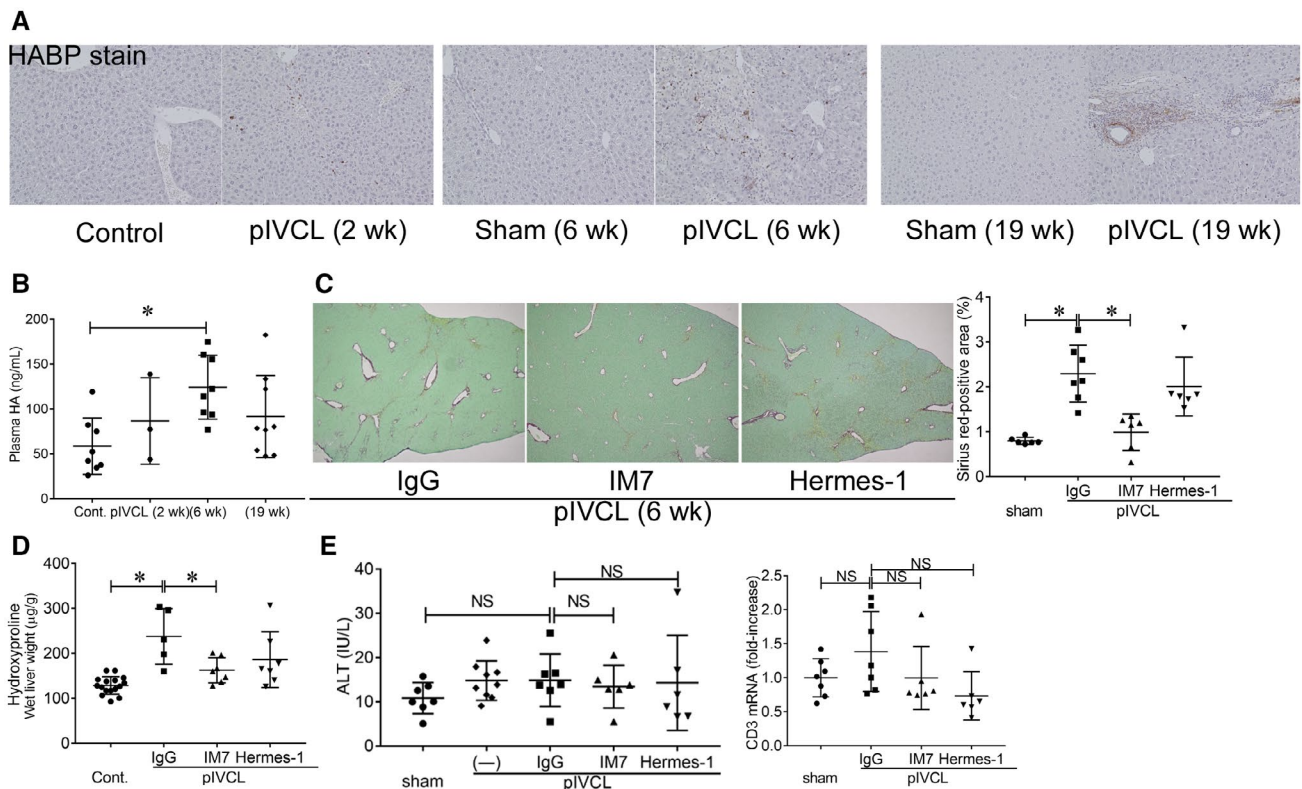 A
HABP stain
Control
pIVCL (2 wk)
Sham (6 wk)
pIVCL (6 wk)
Sham (19 wk)
pIVCL (19 wk)
B
Plasma HA (ng/mL)
200
150
100
50
0
*
Cont. pIVCL (2 wk)(6 wk) (19 wk)
C
IgG
IM7
Hermes-1
pIVCL (6 wk)
Sirius red-positive area (%)
4
3
2
1
0
* *
IgG IM7 Hermes-1
sham pIVCL
D
Hydroxyproline
Wet liver wight (µg/g)
400
300
200
100
0
* *
IgG IM7 Hermes-1
Cont. pIVCL
E
ALT (IU/L)
40
30
20
10
0
NS
NS NS
(—) IgG IM7 Hermes-1
sham pIVCL
CD3 mRNA (fold-increase)
2.5
2.0
1.5
1.0
0.5
0.0
NS
NS NS
IgG IM7 Hermes-1
sham pIVCL